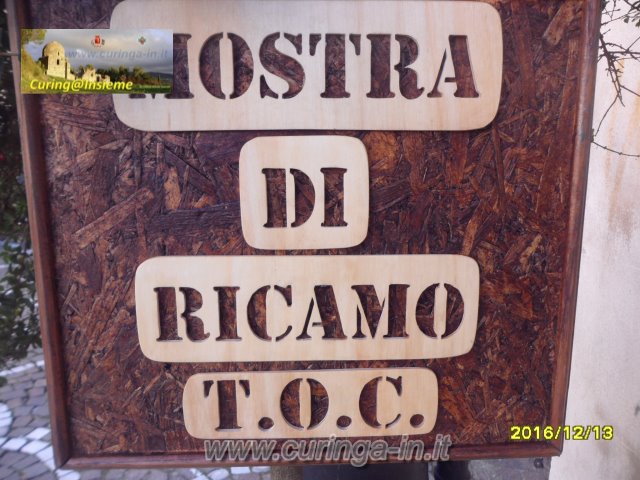 www.curinga-in.it
Curing@Insieme
MOSTRA
DI
RICAMO
T.O.C.
www.curinga-in.it
2016/12/13